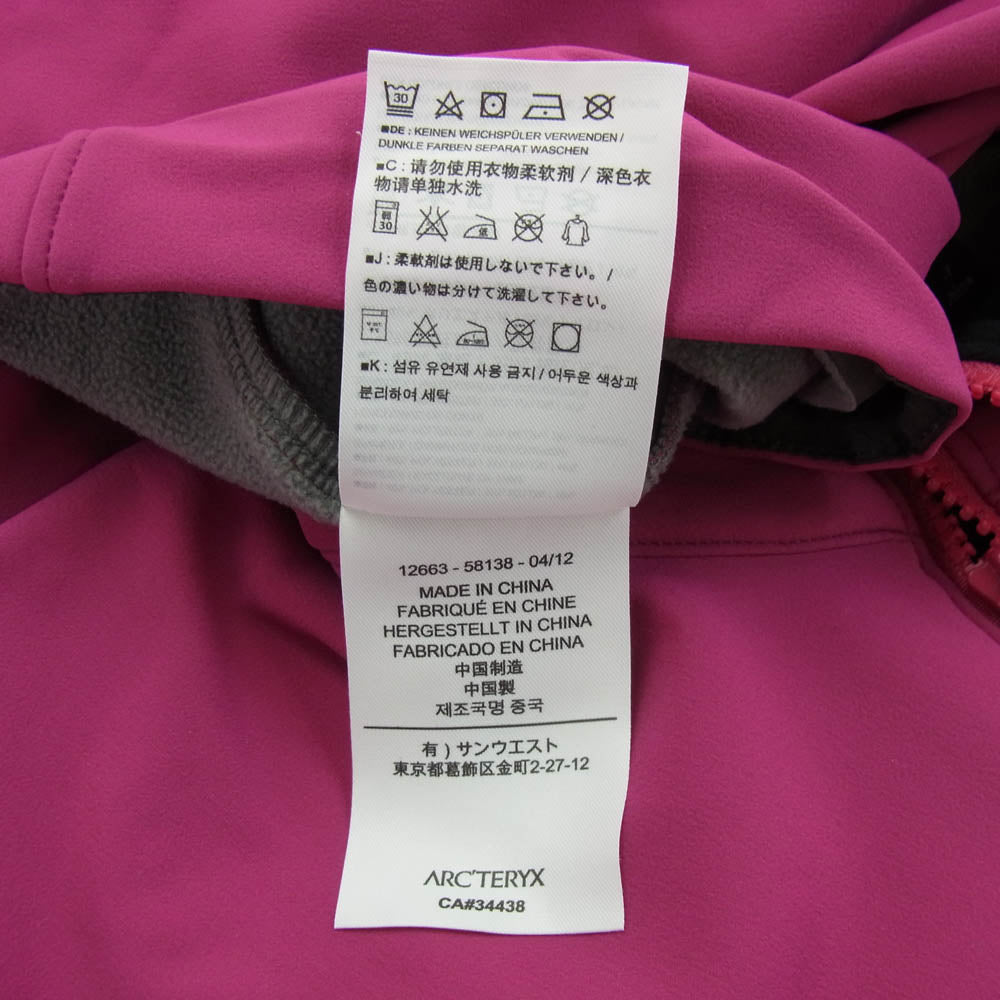 30
■DE : KEINEN WEICHSPÜLER VERWENDEN /
DUNKLE FARBEN SEPARAT WASCHEN
■C : 请勿使用衣物柔软剂 / 深色衣
物请单独水洗
弱
30
低
■J : 柔軟剤は使用しないで下さい。/
色の濃い物は分けて洗濯して下さい。
■K : 섬유 유연제 사용 금지 / 어두운 색상과
분리하여 세탁
12663 - 58138 - 04/12
MADE IN CHINA
FABRIQUÉ EN CHINE
HERGESTELLT IN CHINA
FABRICADO EN CHINA
中国制造
中国製
제조국명 중국
有 ) サンウエスト
東京都葛飾区金町2-27-12
ARC'TERYX
CA#34438